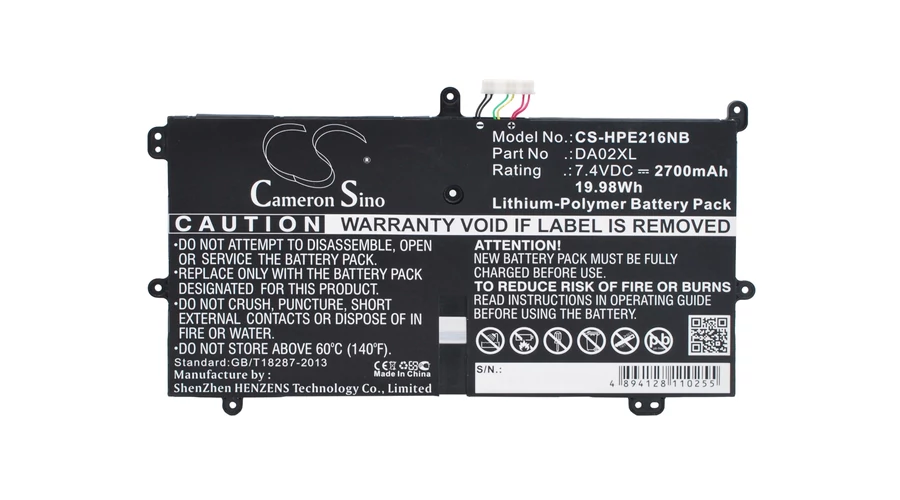 CS
®
Cameron Sino
Model No.:CS-HPE216NB
Part No .: DA02XL
Rating .: 7.4VDC ⎓ 2700mAh
19.98Wh
Lithium-Polymer Battery Pack
CAUTION WARRANTY VOID IF LABEL IS REMOVED
•DO NOT ATTEMPT TO DISASSEMBLE, OPEN
OR SERVICE THE BATTERY PACK.
•REPLACE ONLY WITH THE BATTERY PACK
DESIGNATED FOR THIS PRODUCT.
•DO NOT CRUSH, PUNCTURE, SHORT
EXTERNAL CONTACTS OR DISPOSE OF IN
FIRE OR WATER.
•DO NOT STORE ABOVE 60°C (140°F).
Standard:GB/T18287-2013
Manufacture by :
ShenZhen HENZENS Technology Co., Limited
CE FC
Made In China
ATTENTION!
NEW BATTERY PACK MUST BE FULLY
CHARGED BEFORE USE.
TO REDUCE RISK OF FIRE OR BURNS
READ INSTRUCTIONS IN OPERATING GUIDE
BEFORE USING THE BATTERY.
pb
S/N.:
4 894128 110255